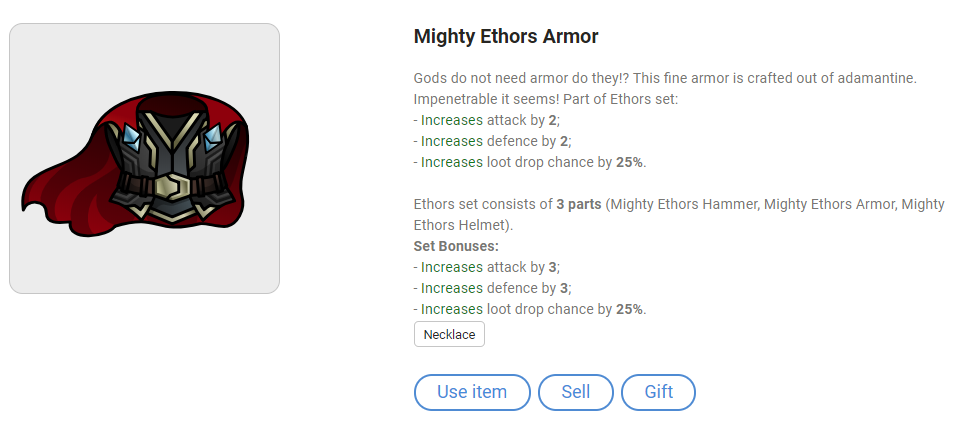 Mighty Ethors Armor
Gods do not need armor do they!? This fine armor is crafted out of adamantine.
Impenetrable it seems! Part of Ethors set:
- Increases attack by 2;
- Increases defence by 2;
- Increases loot drop chance by 25%.
Ethors set consists of 3 parts (Mighty Ethors Hammer, Mighty Ethors Armor, Mighty
Ethors Helmet).
Set Bonuses:
- Increases attack by 3;
- Increases defence by 3;
- Increases loot drop chance by 25%.
Necklace
Use item Sell Gift